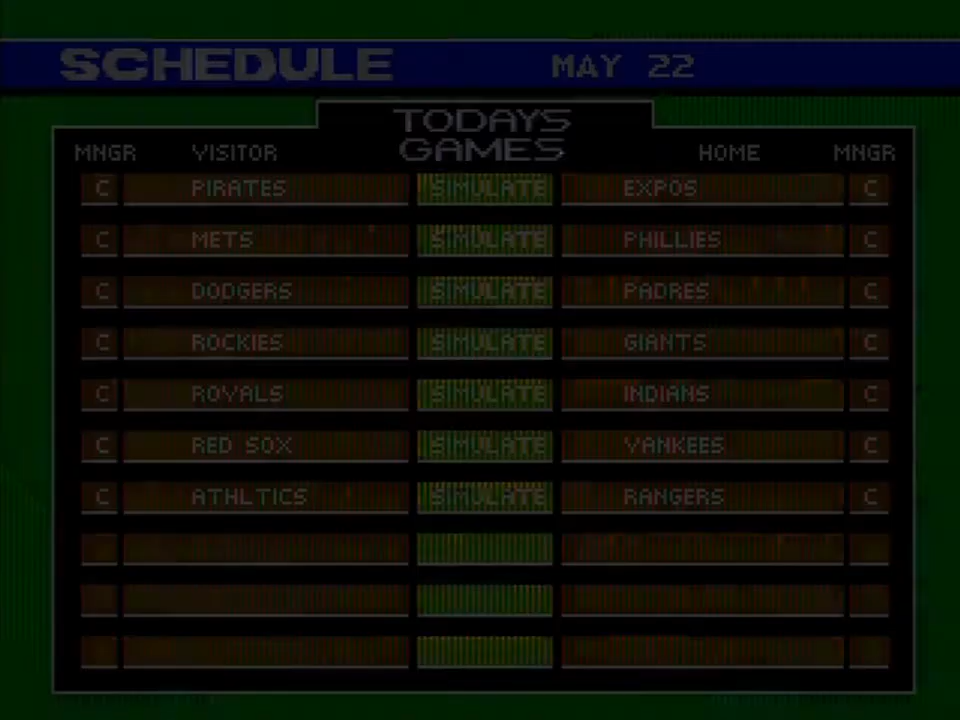 SCHEDULE MAY 22
TODAYS GAMES
MNGR VISITOR HOME MNGR
C PIRATES SIMULATE EXPOS C
C METS SIMULATE PHILLIES C
C DODGERS SIMULATE PADRES C
C ROCKIES SIMULATE GIANTS C
C ROYALS SIMULATE INDIANS C
C RED SOX SIMULATE YANKEES C
C ATHLTICS SIMULATE RANGERS C